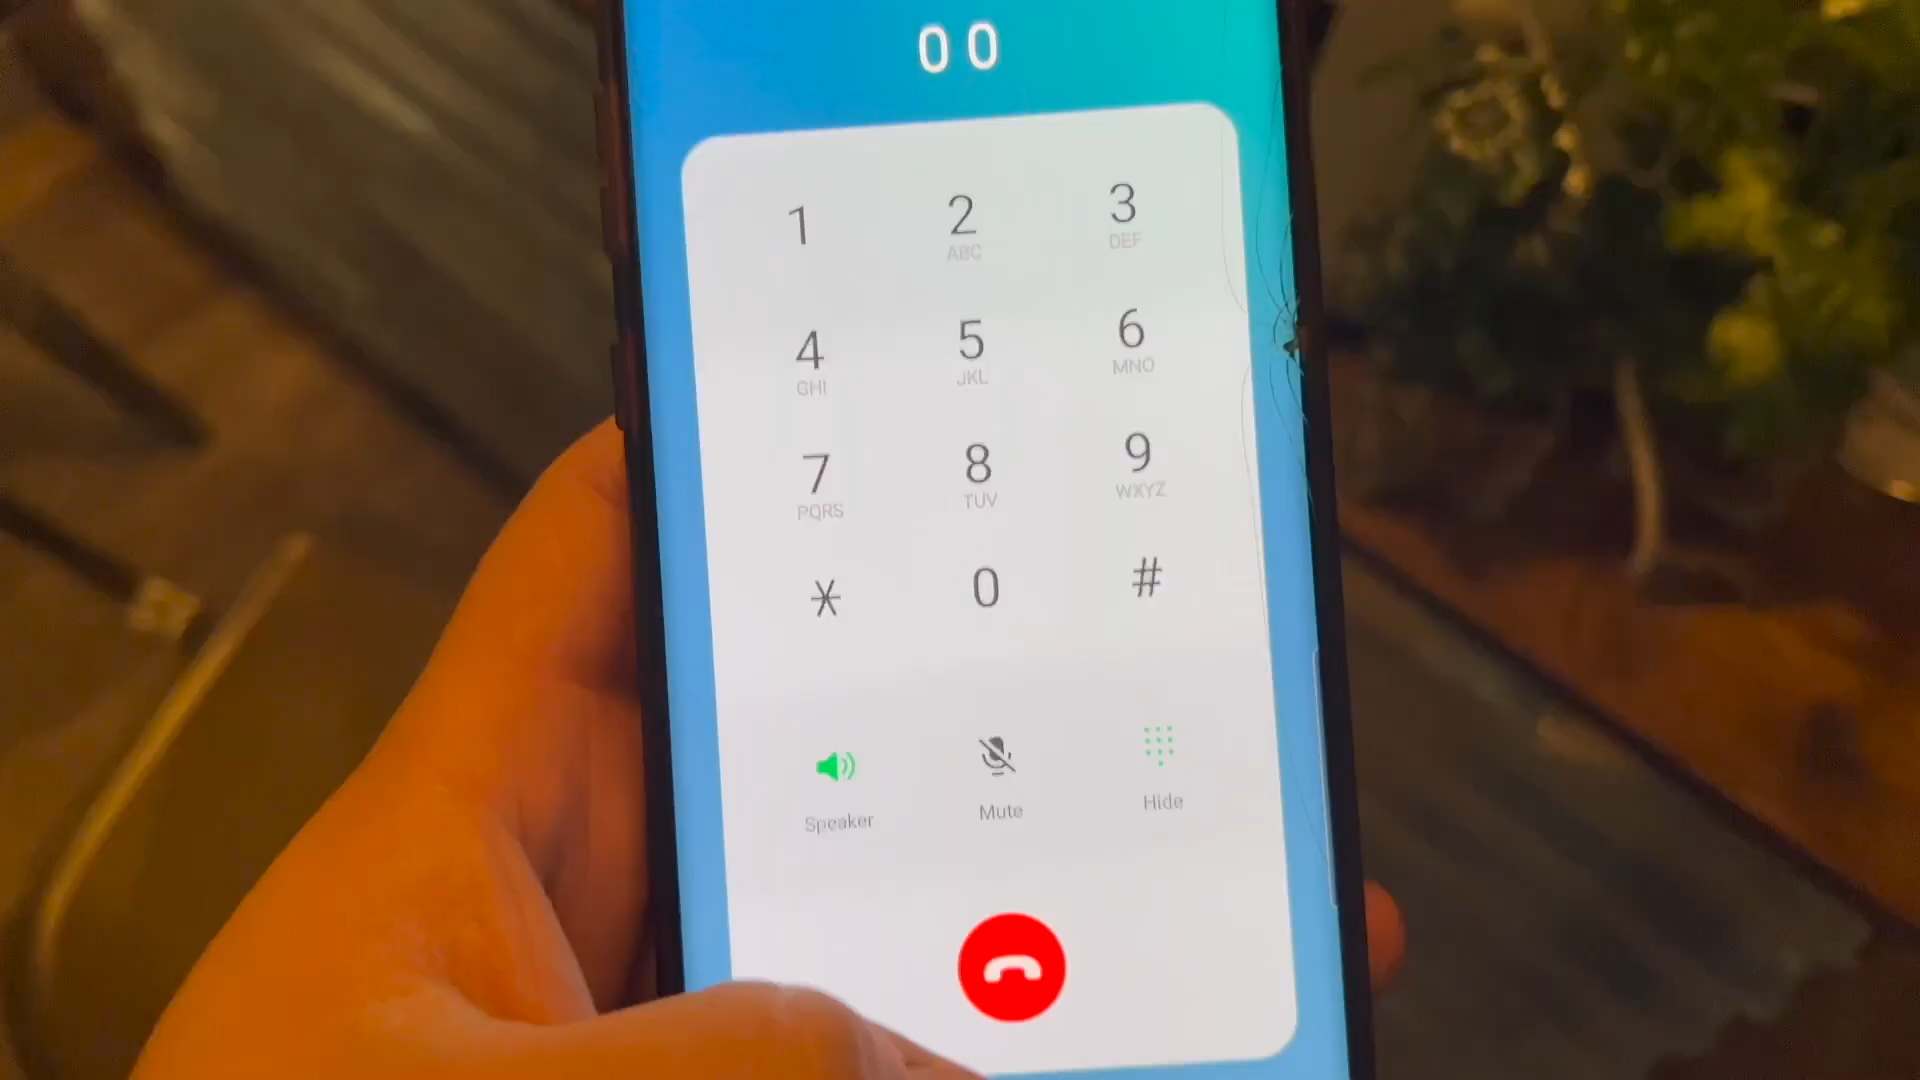 00
1 2 3
ABC DEF
4 5 6
GHI JKL MNO
7 8 9
PQRS TUV WXYZ
* 0 #
Speaker Mute Hide